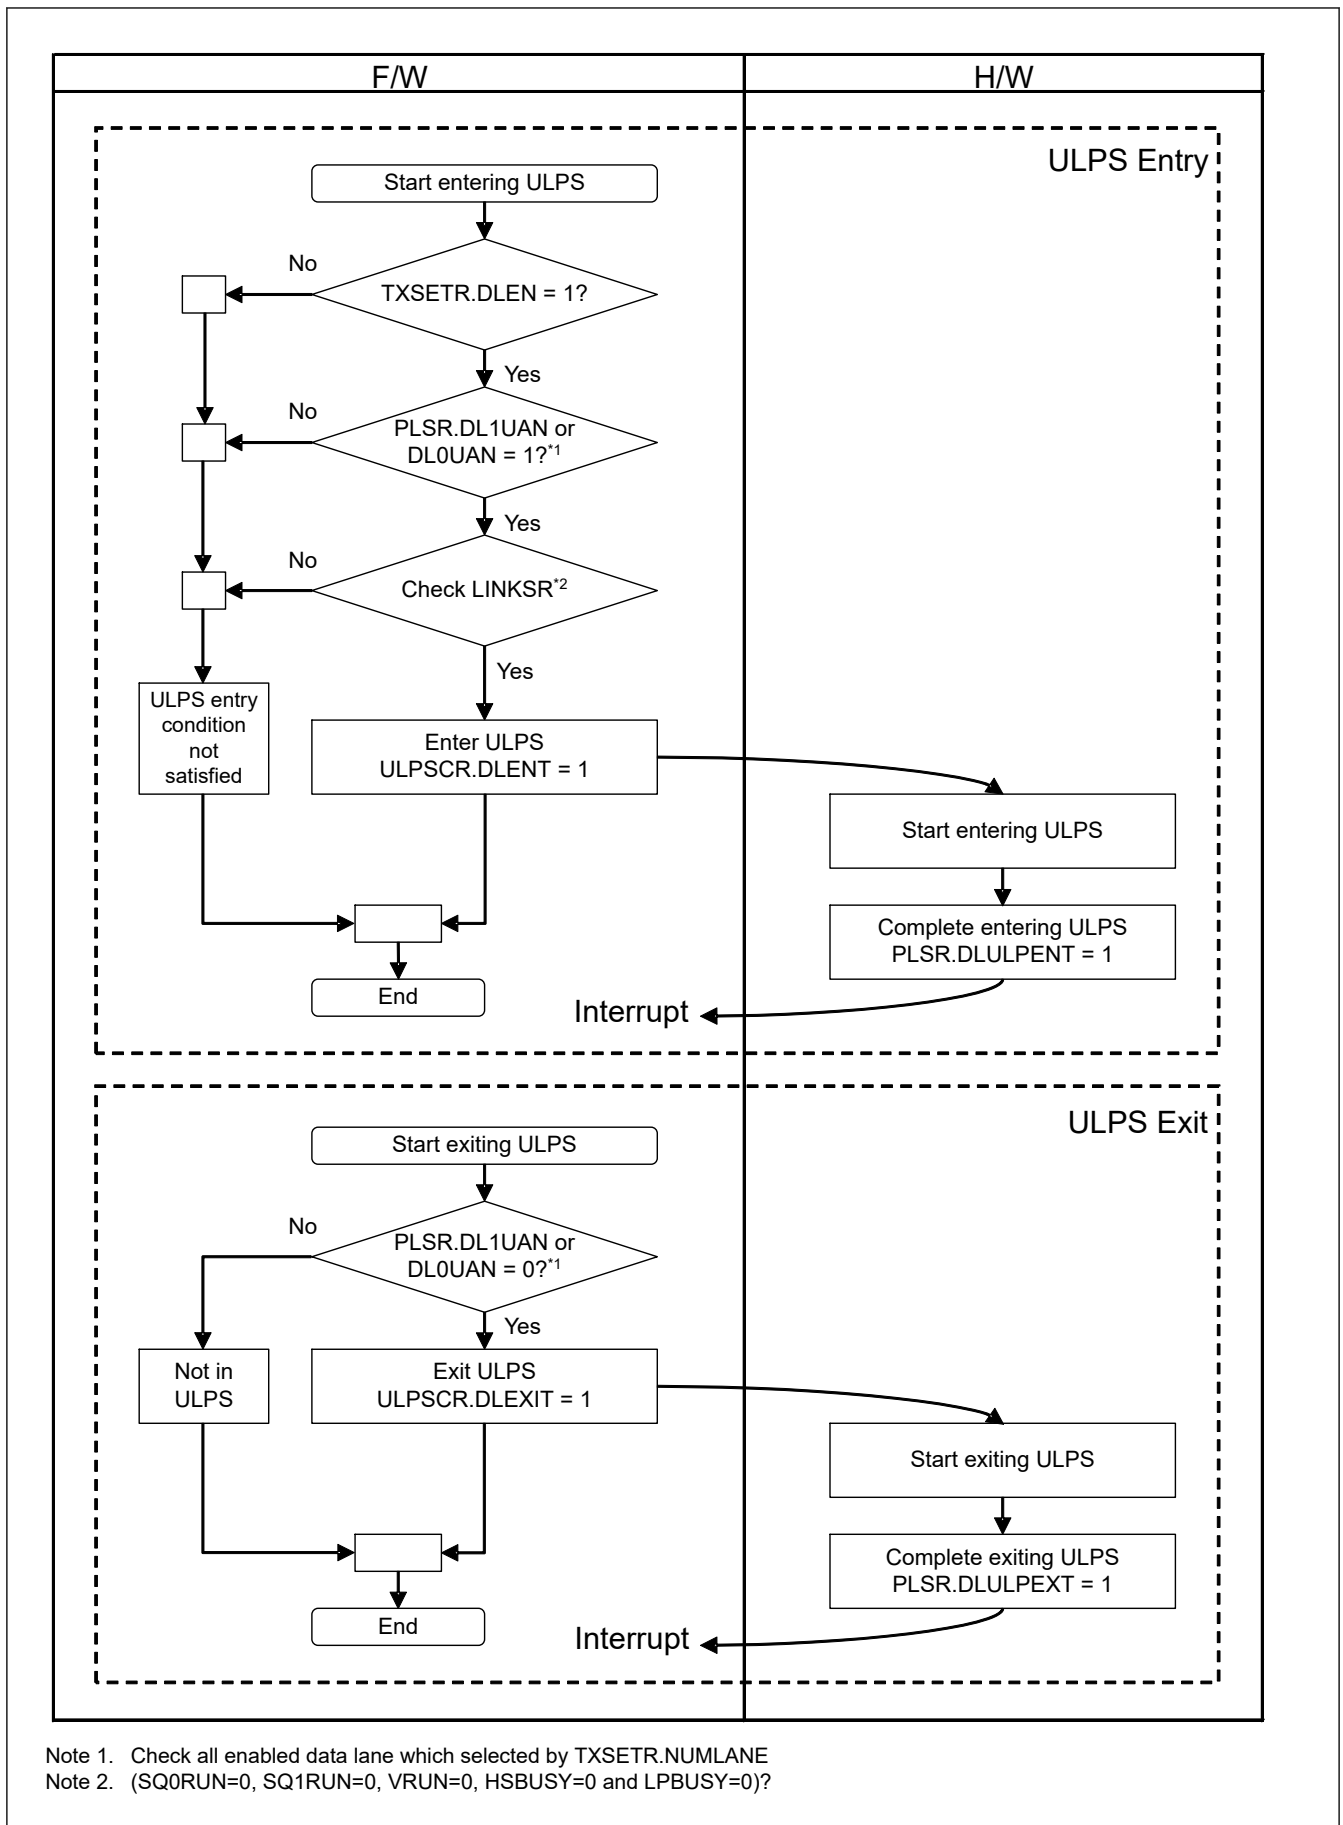 F/W
H/W
ULPS Entry
Start entering ULPS
No
TXSETR.DLEN = 1?
Yes
No
PLSR.DL1UAN or
DL0UAN = 1?*1
Yes
No
Check LINKSR*2
Yes
ULPS entry
condition
not
satisfied
Enter ULPS
ULPSCR.DLENT = 1
Start entering ULPS
Complete entering ULPS
PLSR.DLULPENT = 1
End
Interrupt
ULPS Exit
Start exiting ULPS
No
PLSR.DL1UAN or
DL0UAN = 0?*1
Yes
Not in
ULPS
Exit ULPS
ULPSCR.DLEXIT = 1
Start exiting ULPS
Complete exiting ULPS
PLSR.DLULPEXT = 1
End
Interrupt
Note 1. Check all enabled data lane which selected by TXSETR.NUMLANE
Note 2. (SQ0RUN=0, SQ1RUN=0, VRUN=0, HSBUSY=0 and LPBUSY=0)?